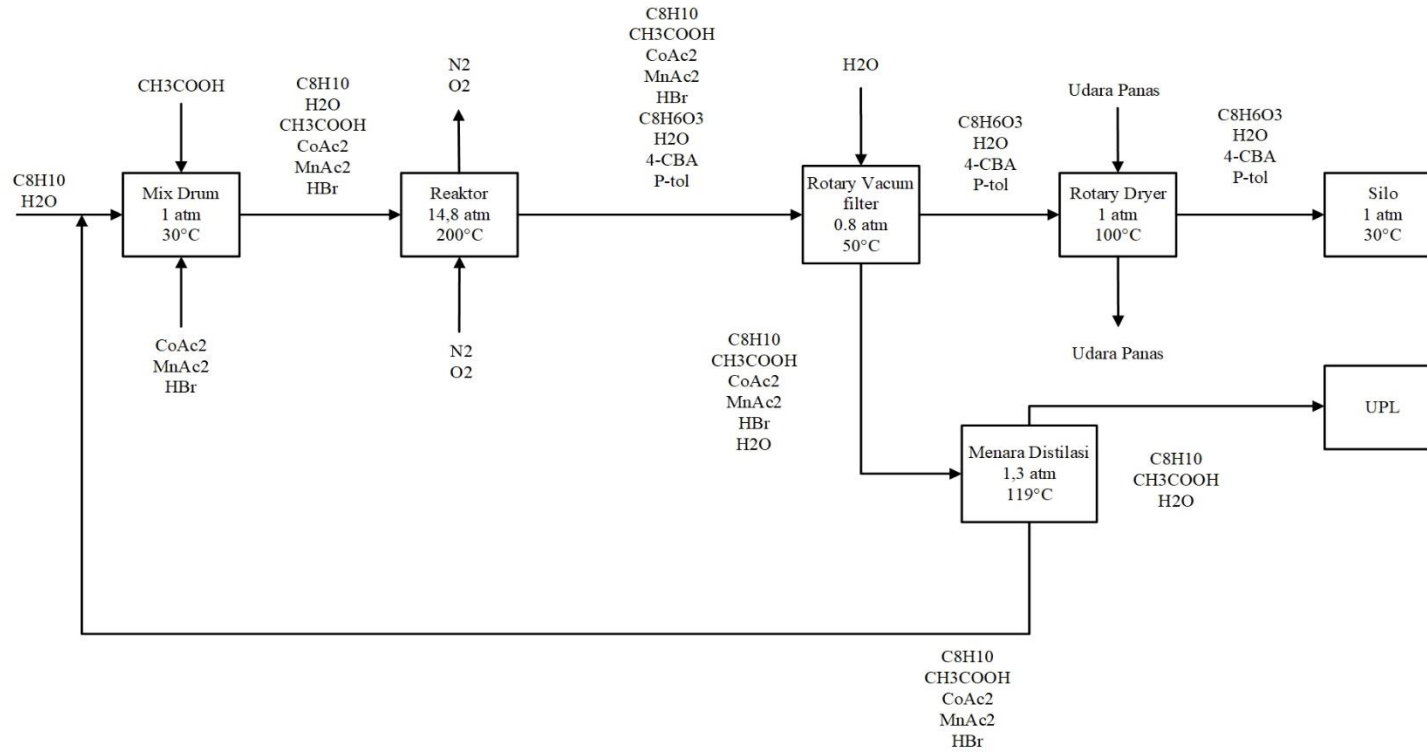 C8H10
H2O
CH3COOH
Mix Drum
1 atm
30°C
CoAc2
MnAc2
HBr
C8H10
H2O
CH3COOH
CoAc2
MnAc2
HBr
N2
O2
Reaktor
14,8 atm
200°C
N2
O2
C8H10
CH3COOH
CoAc2
MnAc2
HBr
C8H6O3
H2O
4-CBA
P-tol
H2O
Rotary Vacum
filter
0.8 atm
50°C
C8H6O3
H2O
4-CBA
P-tol
Udara Panas
Rotary Dryer
1 atm
100°C
Udara Panas
C8H6O3
H2O
4-CBA
P-tol
Silo
1 atm
30°C
C8H10
CH3COOH
CoAc2
MnAc2
HBr
H2O
Menara Distilasi
1,3 atm
119°C
C8H10
CH3COOH
H2O
UPL
C8H10
CH3COOH
CoAc2
MnAc2
HBr